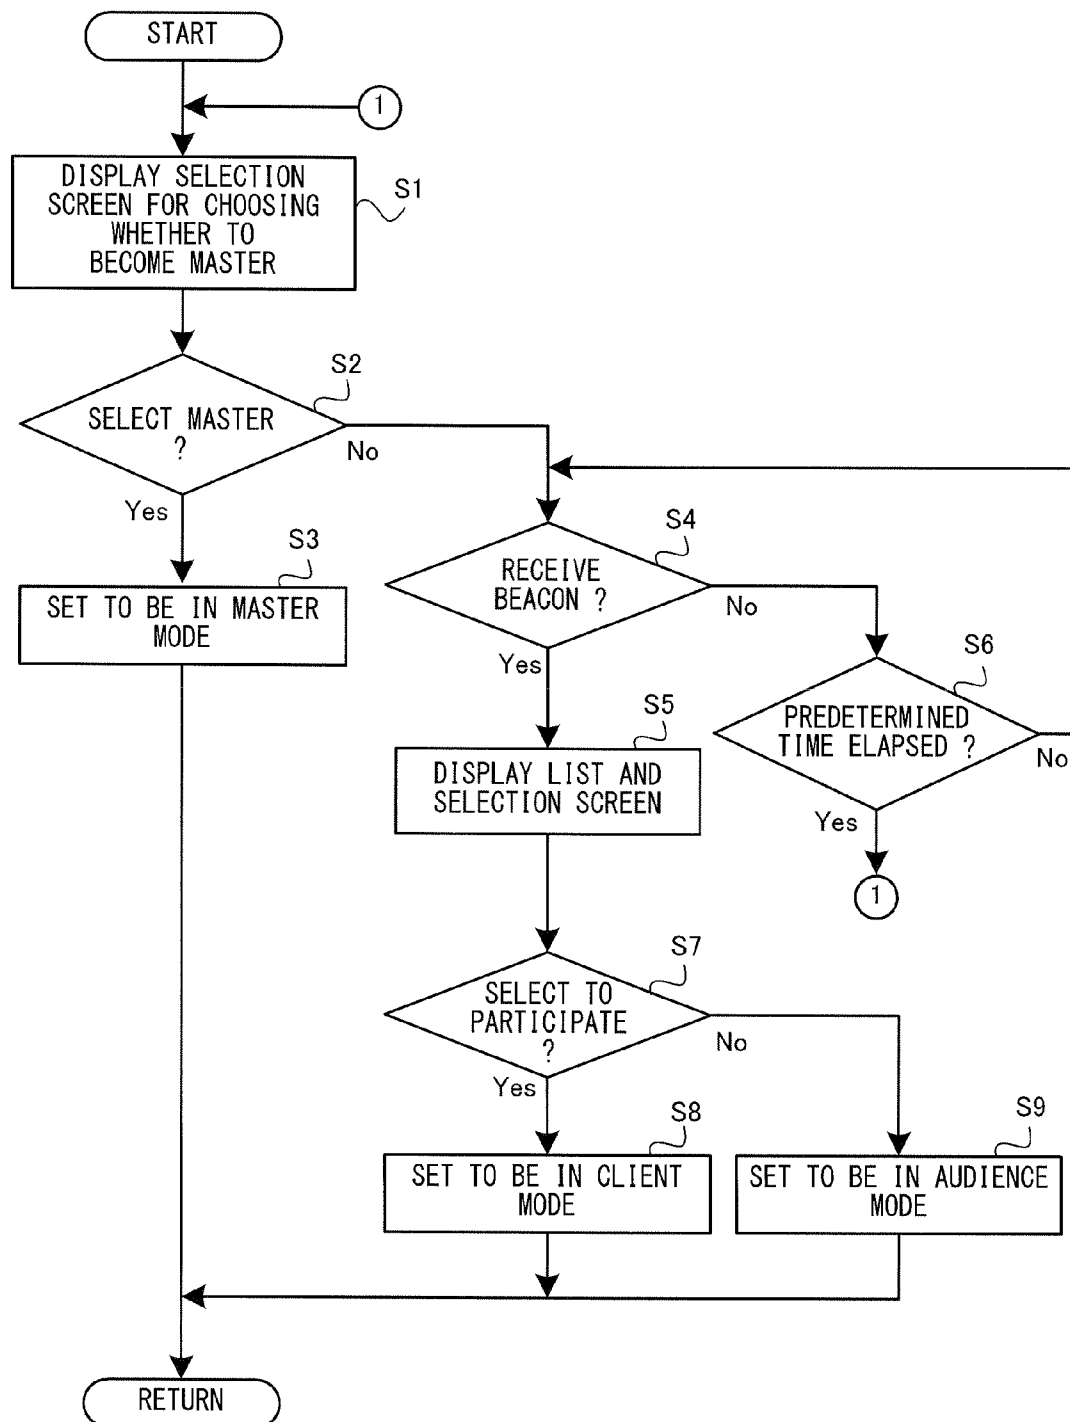 START
1
DISPLAY SELECTION
SCREEN FOR CHOOSING
WHETHER TO
BECOME MASTER
S1
S2
SELECT MASTER
?
No
Yes
S3
SET TO BE IN MASTER
MODE
S4
RECEIVE
BEACON ?
No
Yes
S6
PREDETERMINED
TIME ELAPSED ?
No
Yes
1
S5
DISPLAY LIST AND
SELECTION SCREEN
S7
SELECT TO
PARTICIPATE
?
No
Yes
S8
SET TO BE IN CLIENT
MODE
S9
SET TO BE IN AUDIENCE
MODE
RETURN